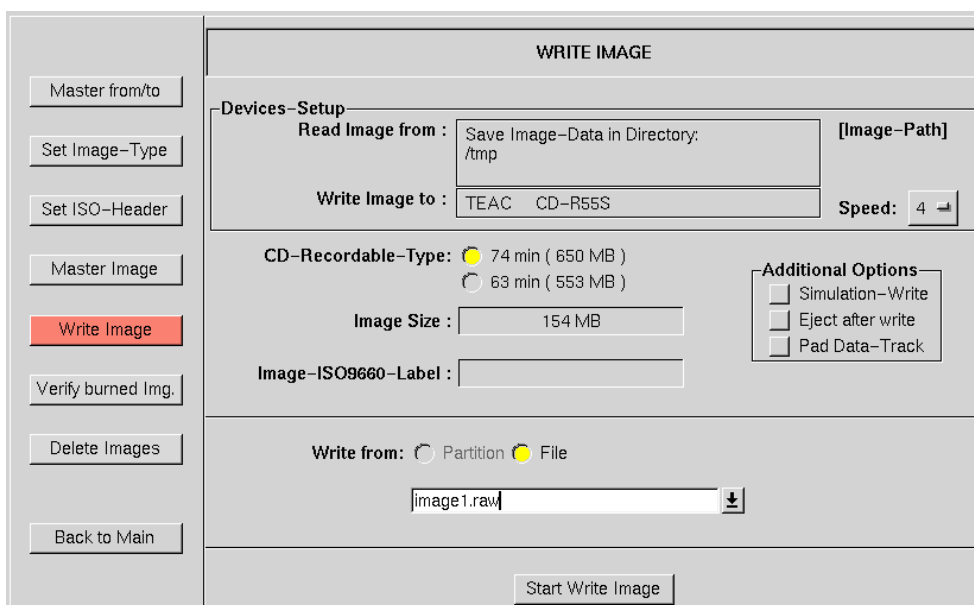 WRITE IMAGE
Master from/to
Set Image-Type
Set ISO-Header
Master Image
Write Image
Verify burned Img.
Delete Images
Back to Main
Devices-Setup
Read Image from :
Save Image-Data in Directory:
/tmp
[Image-Path]
Write Image to :
TEAC CD-R55S
Speed: 4
CD-Recordable-Type: 74 min ( 650 MB )
63 min ( 553 MB )
Image Size : 154 MB
Image-ISO9660-Label :
Additional Options
Simulation-Write
Eject after write
Pad Data-Track
Write from: Partition File
image1.raw
Start Write Image